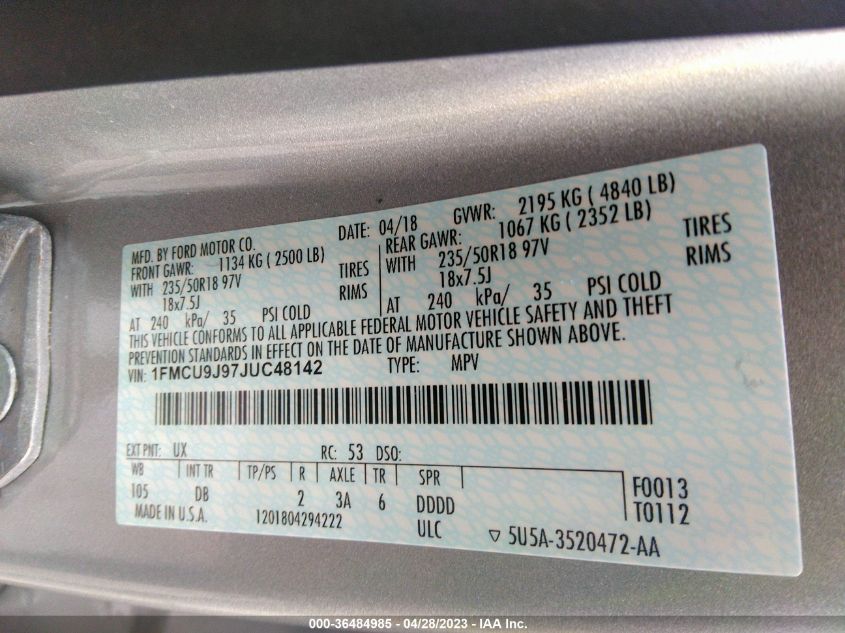 MFD. BY FORD MOTOR CO.
DATE: 04/18 GVWR: 2195 KG ( 4840 LB)
FRONT GAWR: 1134 KG ( 2500 LB)
WITH 235/50R18 97V TIRES
18x7.5J RIMS
AT 240 kPa/ 35 PSI COLD
REAR GAWR: 1067 KG ( 2352 LB)
WITH 235/50R18 97V TIRES
18x7.5J RIMS
AT 240 kPa/ 35 PSI COLD
THIS VEHICLE CONFORMS TO ALL APPLICABLE FEDERAL MOTOR VEHICLE SAFETY AND THEFT
PREVENTION STANDARDS IN EFFECT ON THE DATE OF MANUFACTURE SHOWN ABOVE.
VIN: 1FMCU9J97JUC48142 TYPE: MPV
EXT PNT: UX RC: 53 DSO:
WB INT TR TP/PS R AXLE TR SPR
105 DB 2 3A 6 DDDD
F0013
T0112
MADE IN U.S.A. 1201804294222 ULC
▽ 5U5A-3520472-AA
000-36484985 - 04/28/2023 - IAA Inc.